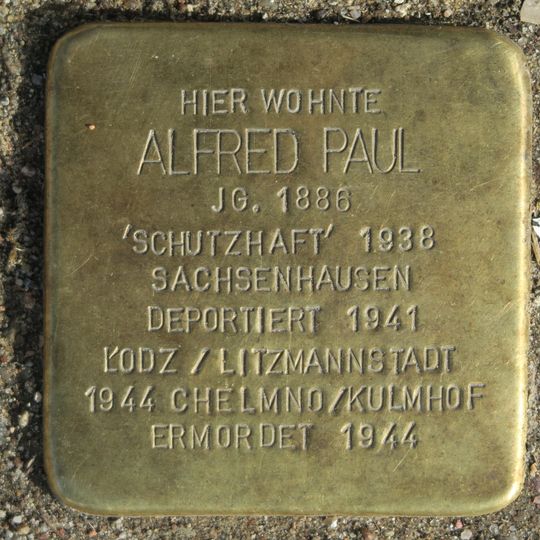 HIER WOHNTE
ALFRED PAUL
JG. 1886
'SCHUTZHAFT' 1938
SACHSENHAUSEN
DEPORTIERT 1941
ŁODZ / LITZMANNSTADT
1944 CHELMNO/KULMHOF
ERMORDET 1944